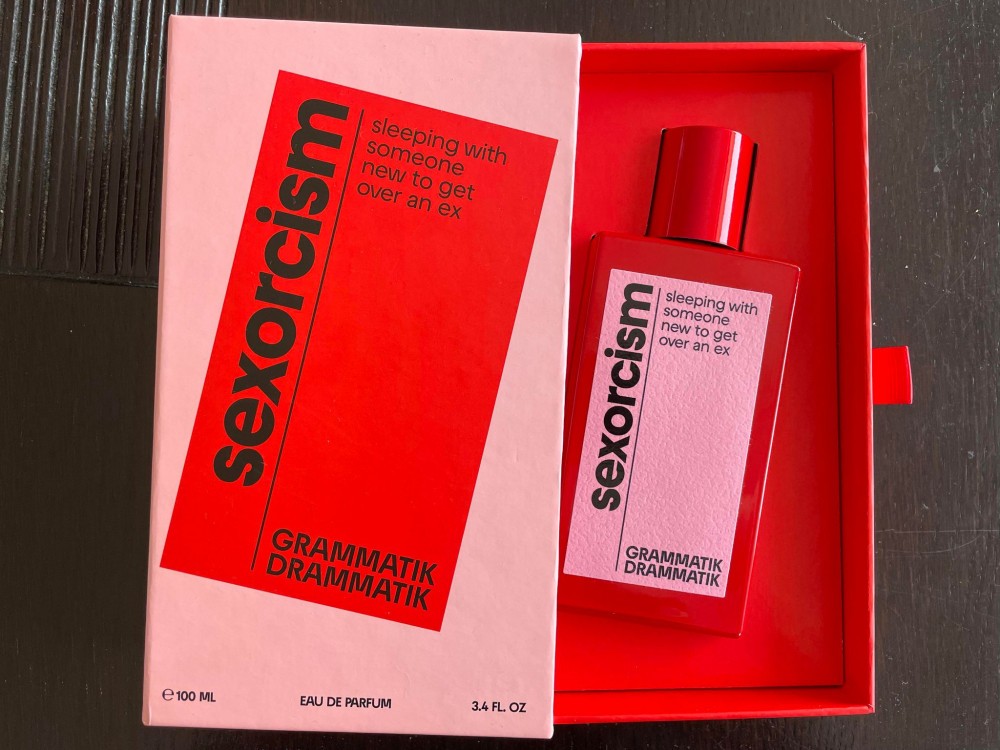 sexorcism
sleeping with
someone
new to get
over an ex
GRAMMATIK
DRAMMATIK
℮100 ML
EAU DE PARFUM
3.4 FL. OZ
sexorcism
sleeping with
someone
new to get
over an ex
GRAMMATIK
DRAMMATIK